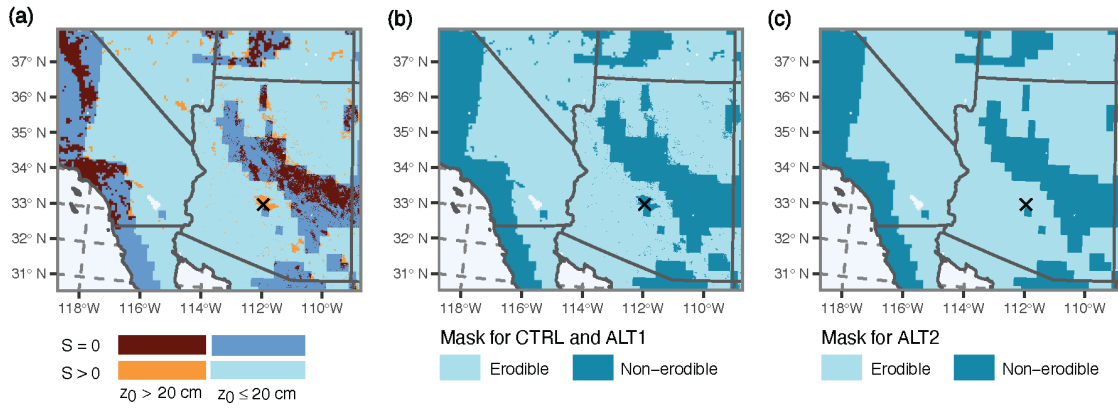 (a)
37° N
36° N
35° N
34° N
33° N
32° N
31° N
118°W 116°W 114°W 112°W 110°W
S = 0
S > 0
z0 > 20 cm z0 ≤ 20 cm
(b)
37° N
36° N
35° N
34° N
33° N
32° N
31° N
118°W 116°W 114°W 112°W 110°W
Mask for CTRL and ALT1
Erodible Non−erodible
(c)
37° N
36° N
35° N
34° N
33° N
32° N
31° N
118°W 116°W 114°W 112°W 110°W
Mask for ALT2
Erodible Non−erodible